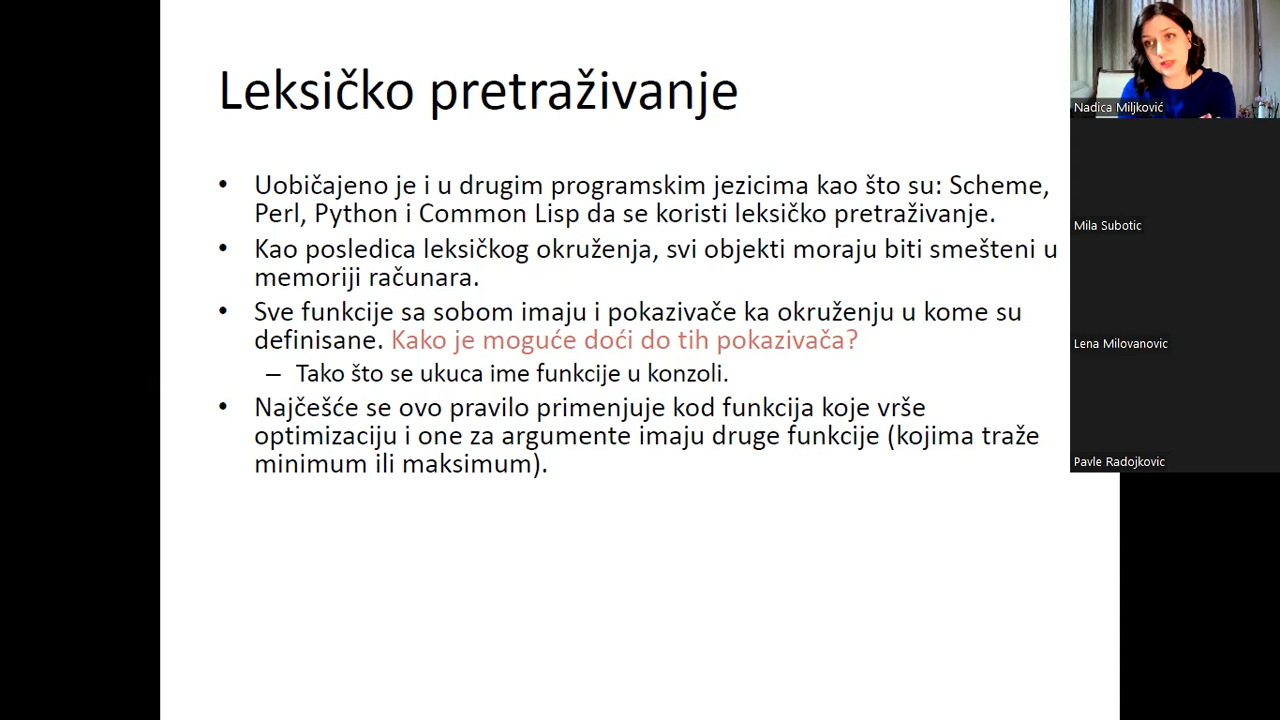 Leksičko pretraživanje
• Uobičajeno je i u drugim programskim jezicima kao što su: Scheme,
Perl, Python i Common Lisp da se koristi leksičko pretraživanje.
• Kao posledica leksičkog okruženja, svi objekti moraju biti smešteni u
memoriji računara.
• Sve funkcije sa sobom imaju i pokazivače ka okruženju u kome su
definisane. Kako je moguće doći do tih pokazivača?
– Tako što se ukuca ime funkcije u konzoli.
• Najčešće se ovo pravilo primenjuje kod funkcija koje vrše
optimizaciju i one za argumente imaju druge funkcije (kojima traže
minimum ili maksimum).
Nadica Miljković
Mila Subotic
Lena Milovanovic
Pavle Radojkovic